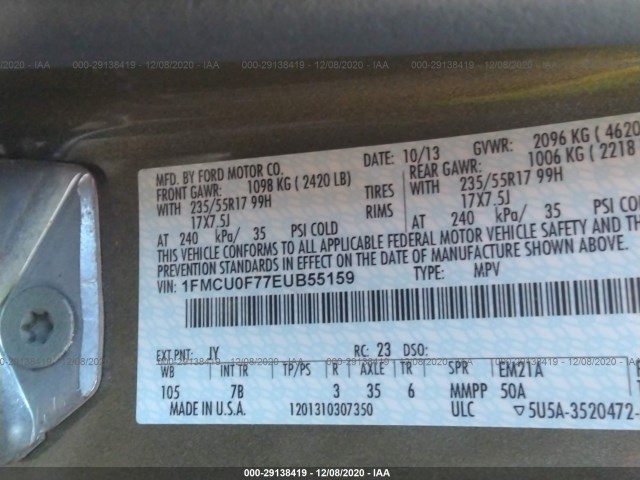 000-29138419 - 12/08/2020 - IAA
MFD. BY FORD MOTOR CO. DATE: 10/13 GVWR: 2096 KG ( 4620
FRONT GAWR: 1098 KG ( 2420 LB) REAR GAWR: 1006 KG ( 2218
WITH 235/55R17 99H TIRES WITH 235/55R17 99H
17X7.5J RIMS 17X7.5J
AT 240 kPa/ 35 PSI COLD AT 240 kPa/ 35 PSI COL
THIS VEHICLE CONFORMS TO ALL APPLICABLE FEDERAL MOTOR VEHICLE SAFETY AND
PREVENTION STANDARDS IN EFFECT ON THE DATE OF MANUFACTURE SHOWN ABOVE.
VIN: 1FMCU0F77EUB55159 TYPE: MPV
EXT PNT: JY RC: 23 DSO:
WB INT TR TP/PS R AXLE TR SPR EM21A
105 7B 3 35 6 MMPP 50A
MADE IN U.S.A. 1201310307350 ULC ▽5U5A-3520472-
000-29138419 - 12/08/2020 - IAA